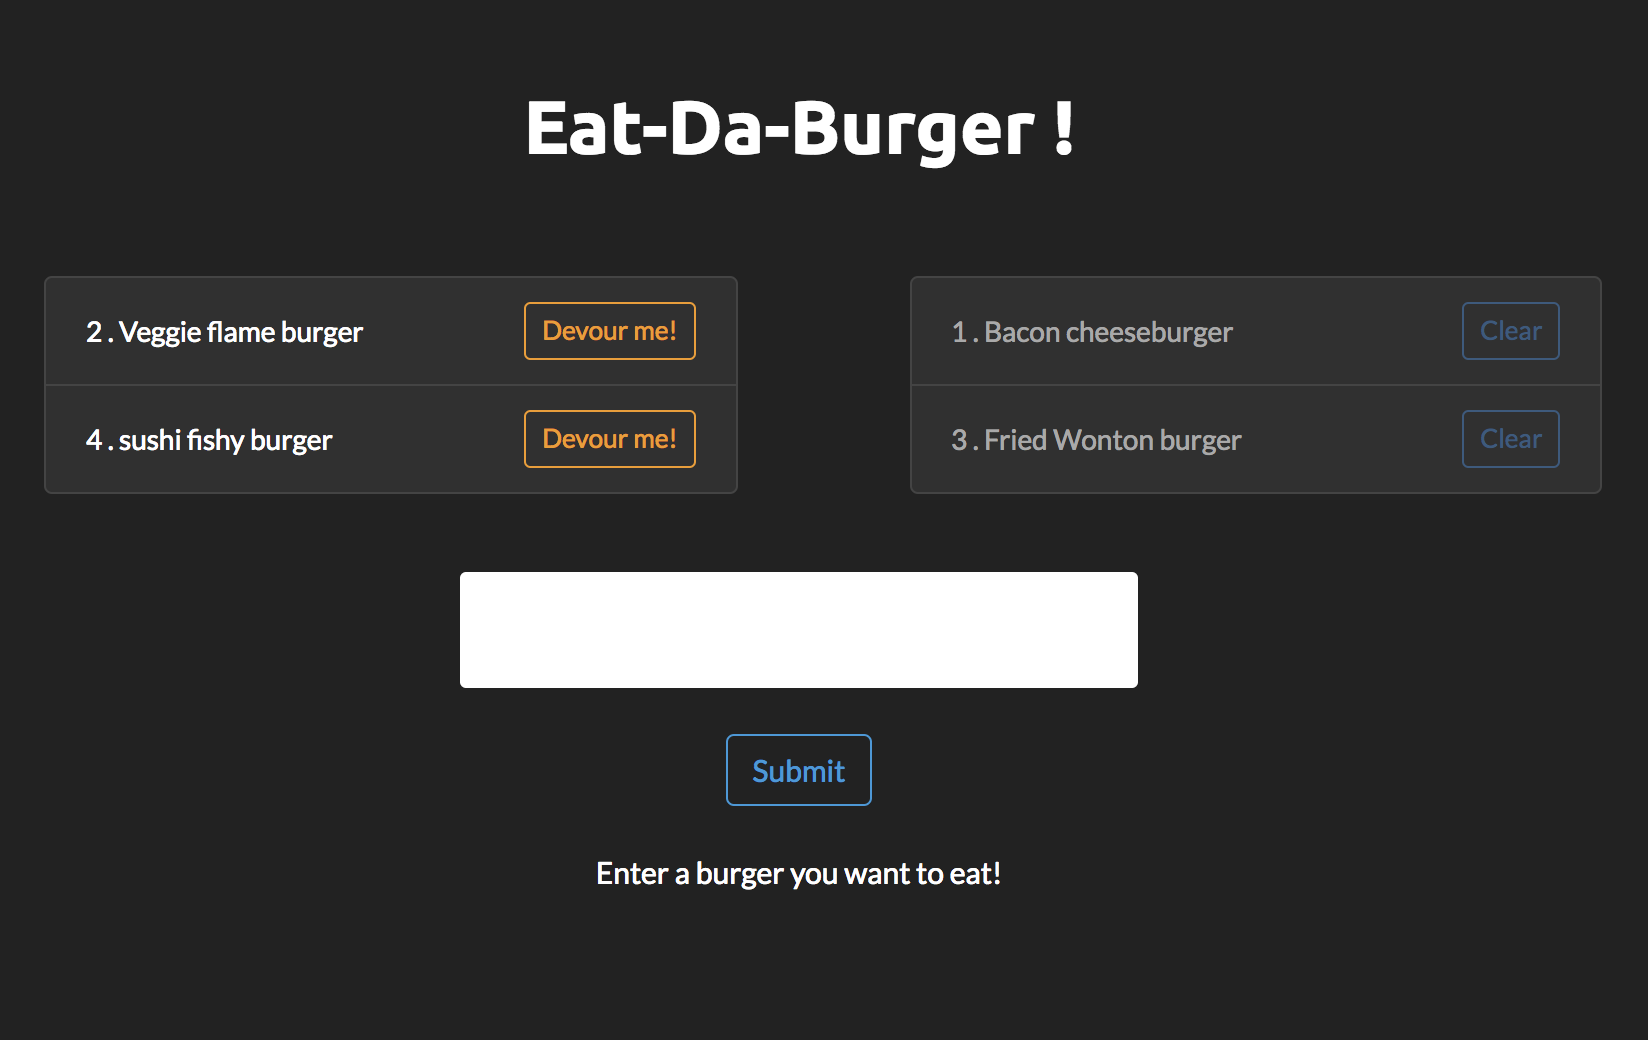 Eat-Da-Burger !
2 . Veggie flame burger
Devour me!
4 . sushi fishy burger
Devour me!
1 . Bacon cheeseburger
Clear
3 . Fried Wonton burger
Clear
Submit
Enter a burger you want to eat!